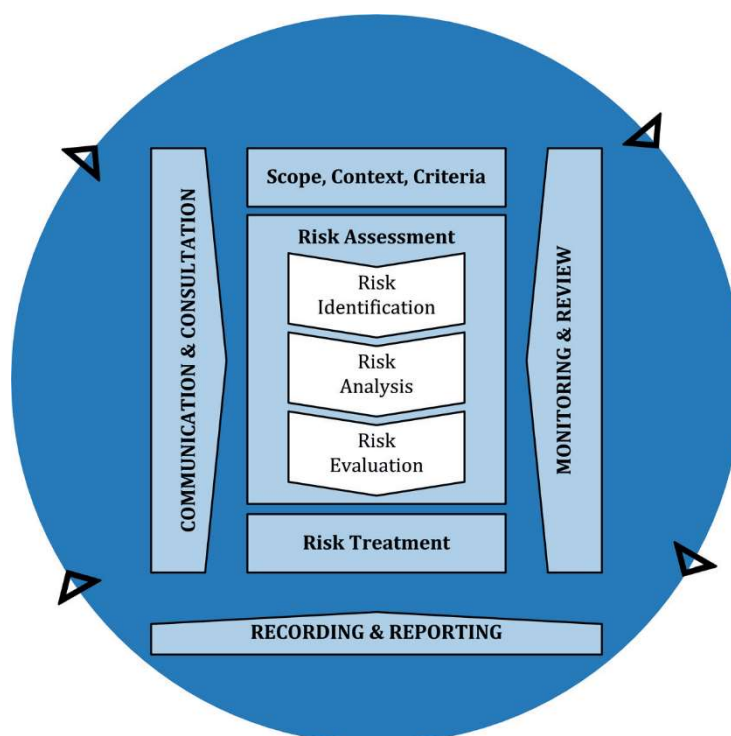 COMMUNICATION & CONSULTATION
Scope, Context, Criteria
Risk Assessment
Risk
Identification
Risk
Analysis
Risk
Evaluation
Risk Treatment
MONITORING & REVIEW
RECORDING & REPORTING